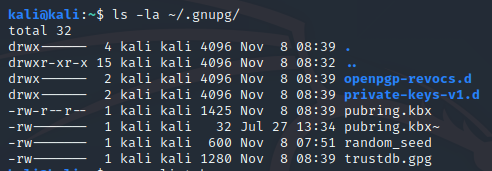 kali@kali:~$ ls -la ~/.gnupg/
total 32
drwx------  4 kali kali 4096 Nov  8 08:39 .
drwxr-xr-x 15 kali kali 4096 Nov  8 08:32 ..
drwx------  2 kali kali 4096 Nov  8 08:39 openpgp-revocs.d
drwx------  2 kali kali 4096 Nov  8 08:39 private-keys-v1.d
-rw-r--r--  1 kali kali 1425 Nov  8 08:39 pubring.kbx
-rw-------  1 kali kali   32 Jul 27 13:34 pubring.kbx~
-rw-------  1 kali kali  600 Nov  8 07:51 random_seed
-rw-------  1 kali kali 1280 Nov  8 08:39 trustdb.gpg